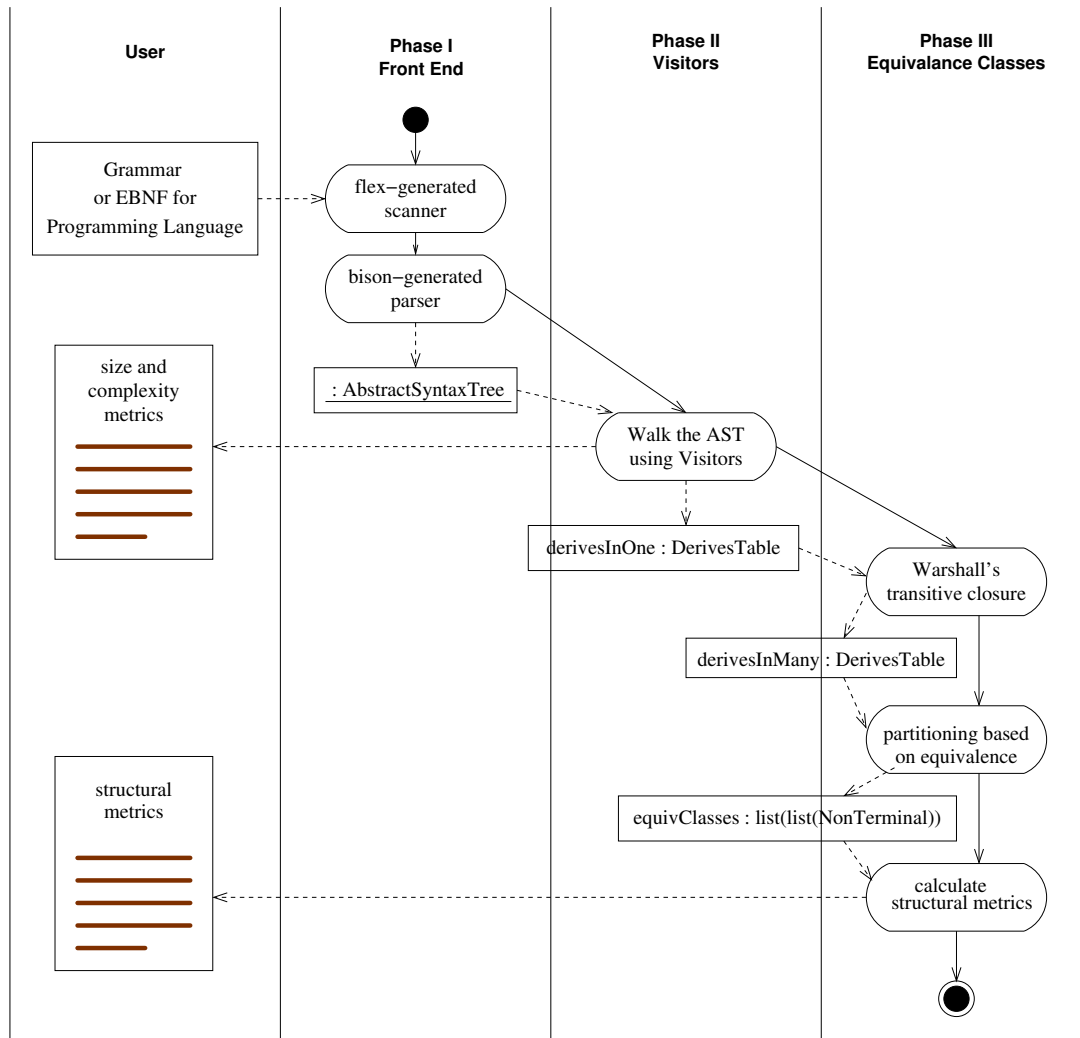 User
Phase I
Front End
Phase II
Visitors
Phase III
Equivalance Classes
Grammar
or EBNF for
Programming Language
flex−generated
scanner
bison−generated
parser
: AbstractSyntaxTree
size and
complexity
metrics
Walk the AST
using Visitors
derivesInOne : DerivesTable
Warshall's
transitive closure
derivesInMany : DerivesTable
partitioning based
on equivalence
structural
metrics
equivClasses : list(list(NonTerminal))
calculate
structural metrics